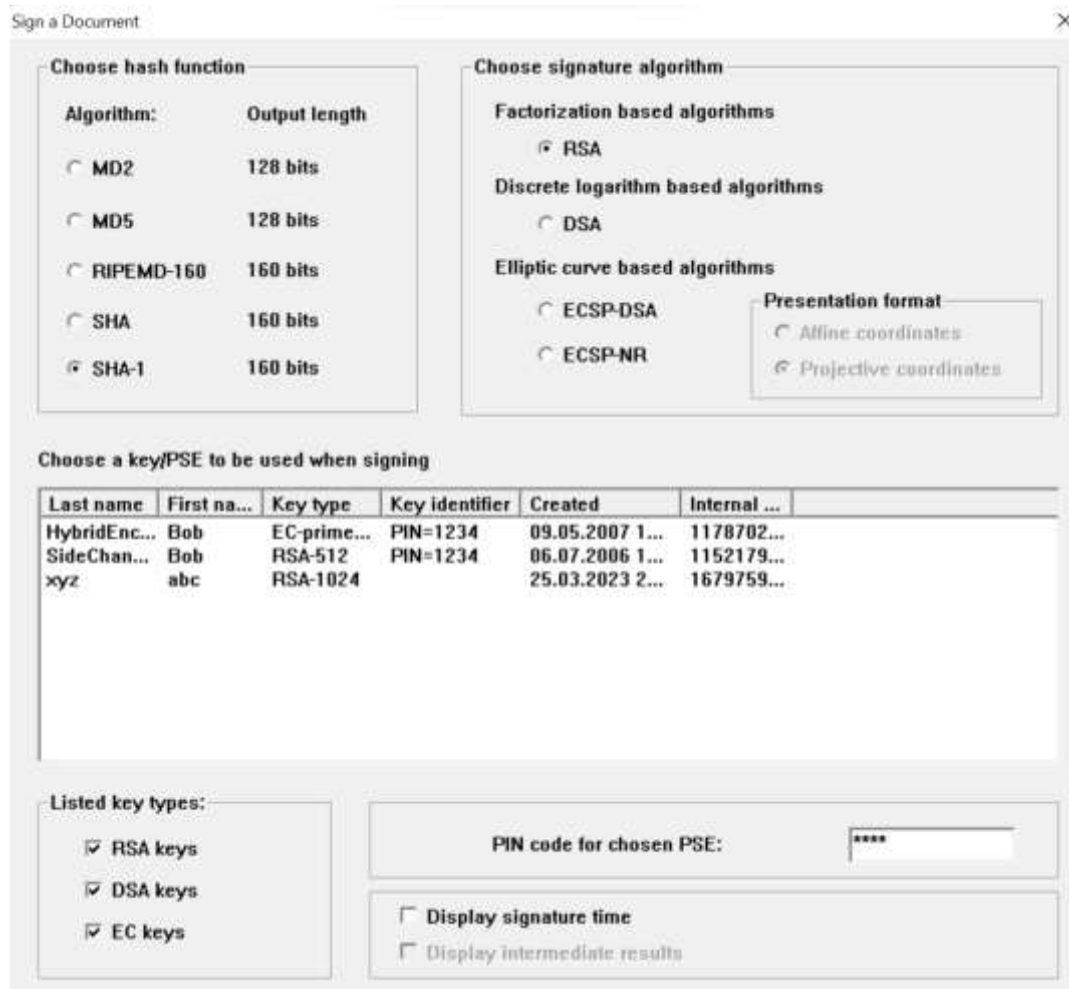 Sign a Document
Choose hash function
Algorithm: Output length
MD2 128 bits
MD5 128 bits
RIPEMD-160 160 bits
SHA 160 bits
SHA-1 160 bits
Choose signature algorithm
Factorization based algorithms
RSA
Discrete logarithm based algorithms
DSA
Elliptic curve based algorithms
ECSP-DSA
ECSP-NR
Presentation format
Affine coordinates
Projective coordinates
Choose a key/PSE to be used when signing
Last name First na... Key type Key identifier Created Internal ...
HybridEnc... Bob EC-prime... PIN=1234 09.05.2007 1... 1178702...
SideChan... Bob RSA-512 PIN=1234 06.07.2006 1... 1152179...
xyz abc RSA-1024 25.03.2023 2... 1679759...
Listed key types:
RSA keys
DSA keys
EC keys
PIN code for chosen PSE: ****
Display signature time
Display intermediate results